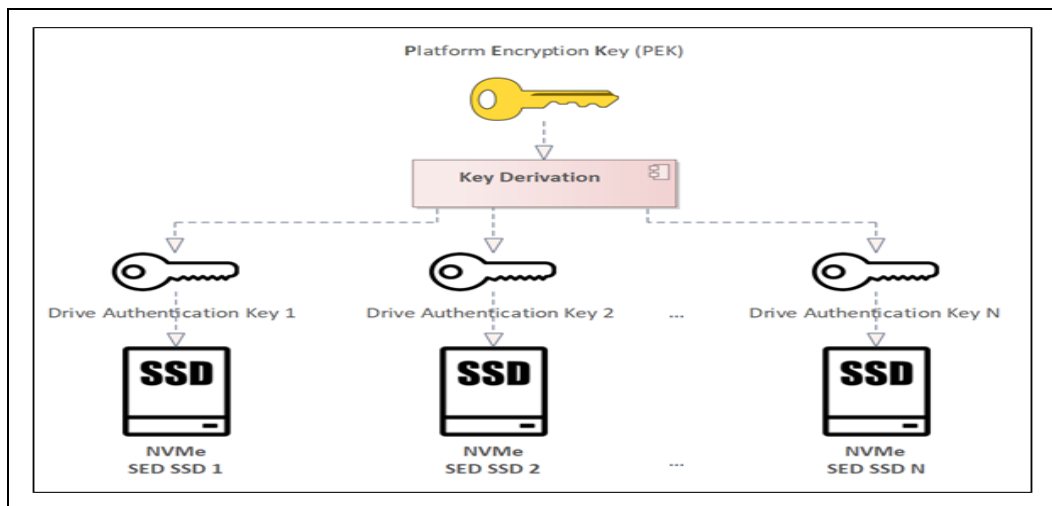 Platform Encryption Key (PEK)
Key Derivation
Drive Authentication Key 1
Drive Authentication Key 2
...
Drive Authentication Key N
SSD
SSD
SSD
NVMe
SED SSD 1
NVMe
SED SSD 2
...
NVMe
SED SSD N